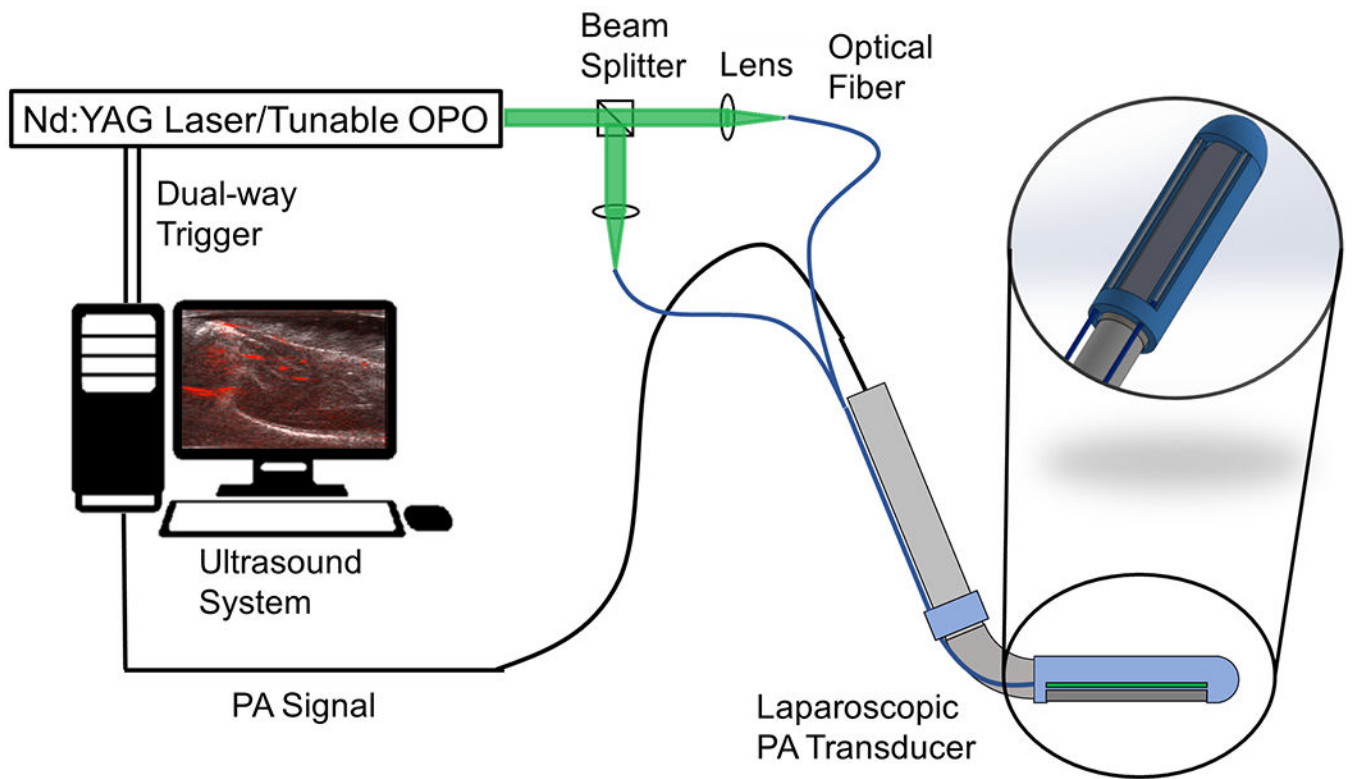 Beam
Splitter
Lens
Optical
Fiber
Nd:YAG Laser/Tunable OPO
Dual-way
Trigger
Ultrasound
System
PA Signal
Laparoscopic
PA Transducer